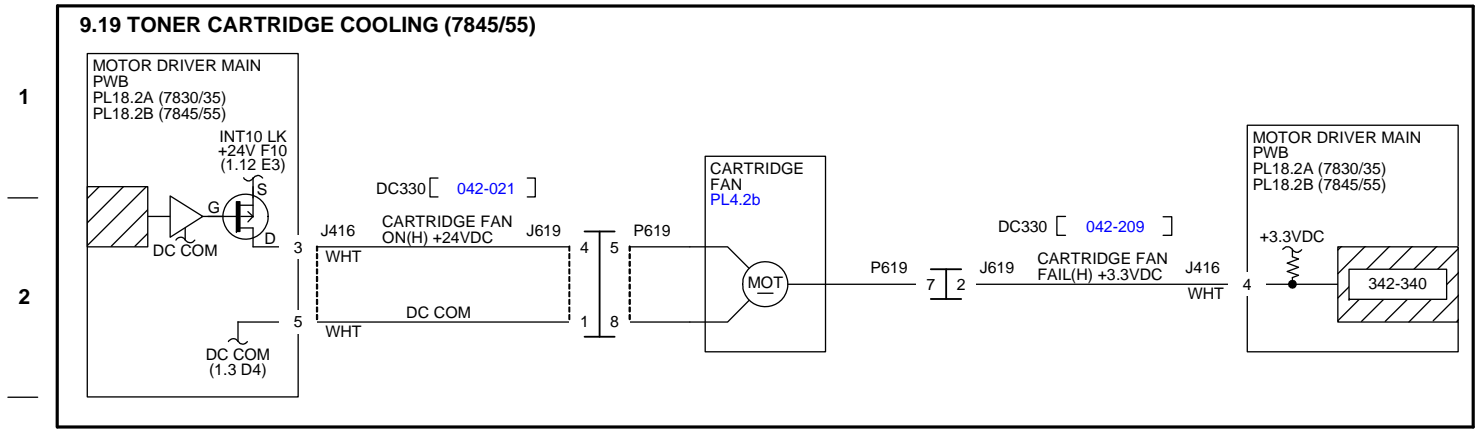 9.19 TONER CARTRIDGE COOLING (7845/55)
1
2
MOTOR DRIVER MAIN
PWB
PL18.2A (7830/35)
PL18.2B (7845/55)
INT10 LK
+24V F10
(1.12 E3)
S
G
D
DC COM
3
5
DC COM
(1.3 D4)
DC330 [ 042-021 ]
J416
CARTRIDGE FAN
ON(H) +24VDC
J619
WHT
4
5
P619
DC COM
WHT
1
8
CARTRIDGE
FAN
PL4.2b
MOT
DC330 [ 042-209 ]
P619
7
2
J619
CARTRIDGE FAN
FAIL(H) +3.3VDC
J416
WHT
4
MOTOR DRIVER MAIN
PWB
PL18.2A (7830/35)
PL18.2B (7845/55)
+3.3VDC
342-340